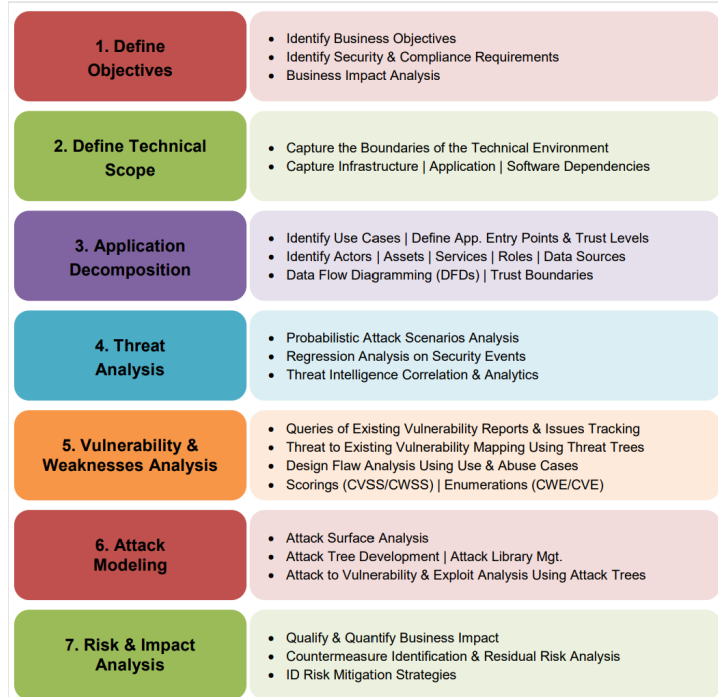 1. Define
Objectives
• Identify Business Objectives
• Identify Security & Compliance Requirements
• Business Impact Analysis
2. Define Technical
Scope
• Capture the Boundaries of the Technical Environment
• Capture Infrastructure | Application | Software Dependencies
3. Application
Decomposition
• Identify Use Cases | Define App. Entry Points & Trust Levels
• Identify Actors | Assets | Services | Roles | Data Sources
• Data Flow Diagramming (DFDs) | Trust Boundaries
4. Threat
Analysis
• Probabilistic Attack Scenarios Analysis
• Regression Analysis on Security Events
• Threat Intelligence Correlation & Analytics
5. Vulnerability &
Weaknesses Analysis
• Queries of Existing Vulnerability Reports & Issues Tracking
• Threat to Existing Vulnerability Mapping Using Threat Trees
• Design Flaw Analysis Using Use & Abuse Cases
• Scorings (CVSS/CWSS) | Enumerations (CWE/CVE)
6. Attack
Modeling
• Attack Surface Analysis
• Attack Tree Development | Attack Library Mgt.
• Attack to Vulnerability & Exploit Analysis Using Attack Trees
7. Risk & Impact
Analysis
• Qualify & Quantify Business Impact
• Countermeasure Identification & Residual Risk Analysis
• ID Risk Mitigation Strategies